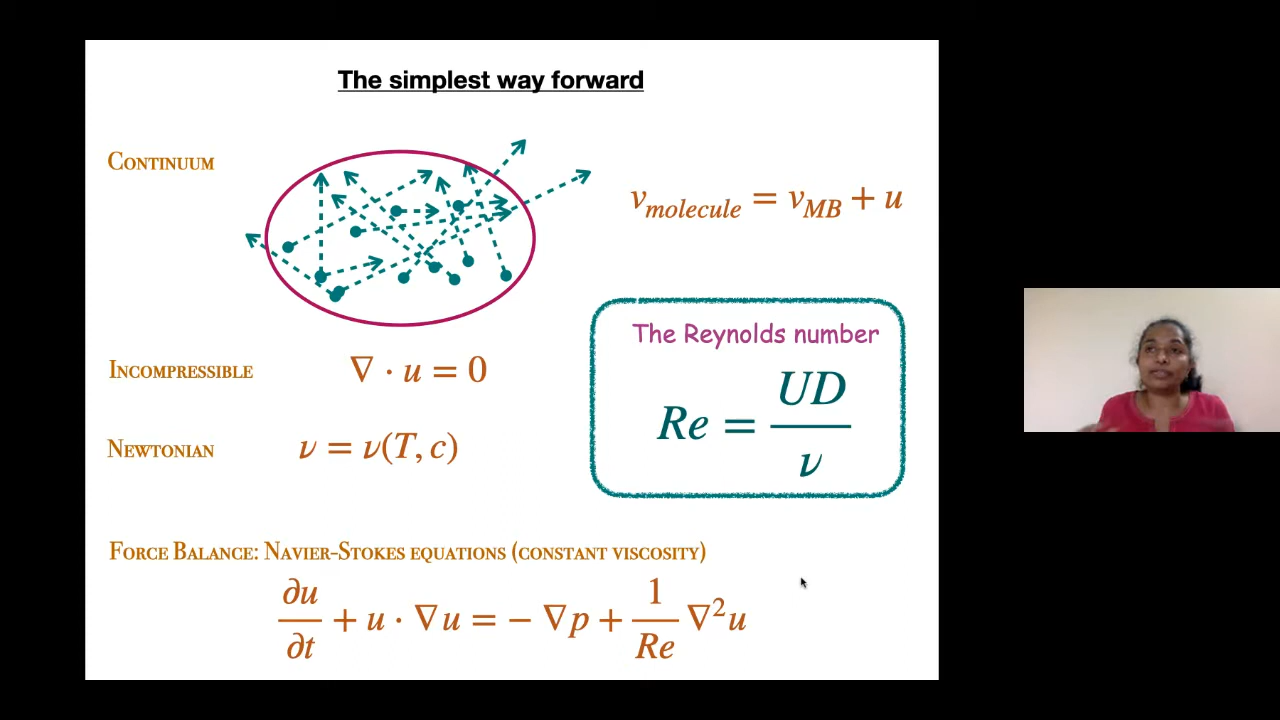 The simplest way forward
Continuum
v_molecule = v_MB + u
The Reynolds number
Re = UD/ν
Incompressible ∇ · u = 0
Newtonian ν = ν(T, c)
Force Balance: Navier-Stokes equations (constant viscosity)
∂u/∂t + u · ∇u = − ∇p + 1/Re ∇²u